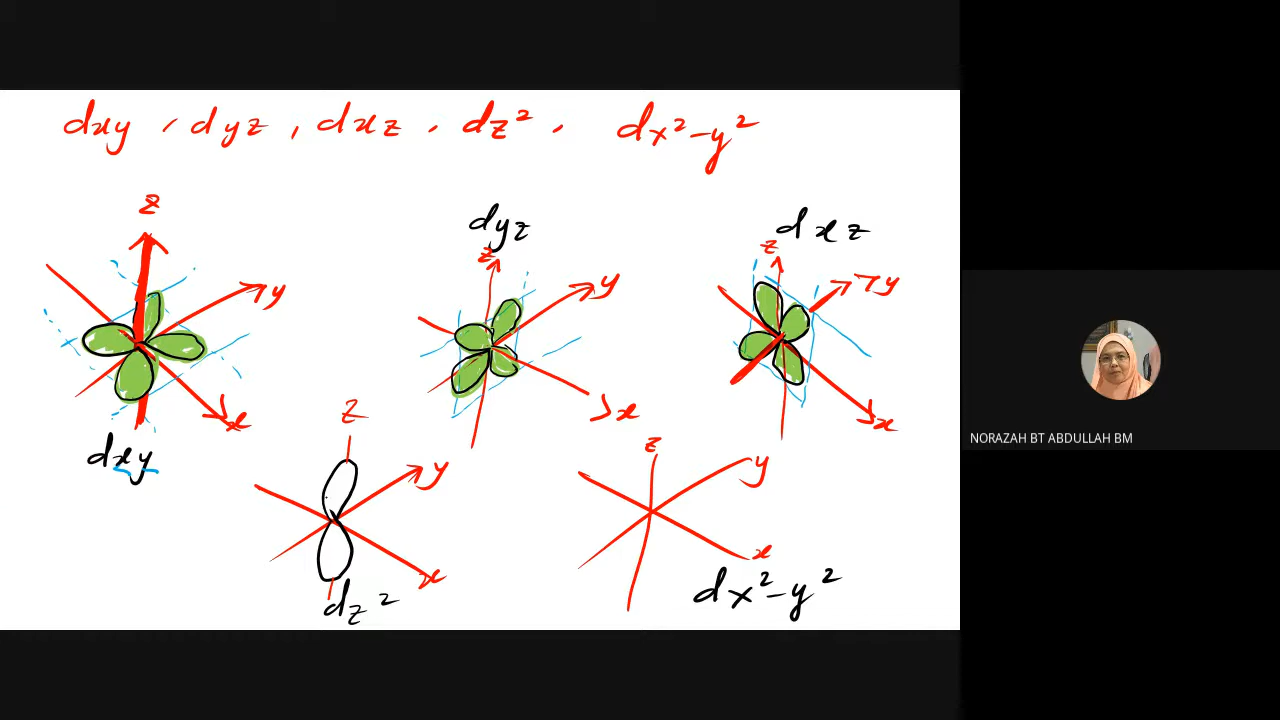 dxy, dyz, dxz, dz², dx²-y²
z
dyz
dxz
z
z
y
y
y
x
x
x
dxy
z
y
x
dz²
z
y
x
dx²-y²
NORAZAH BT ABDULLAH BM